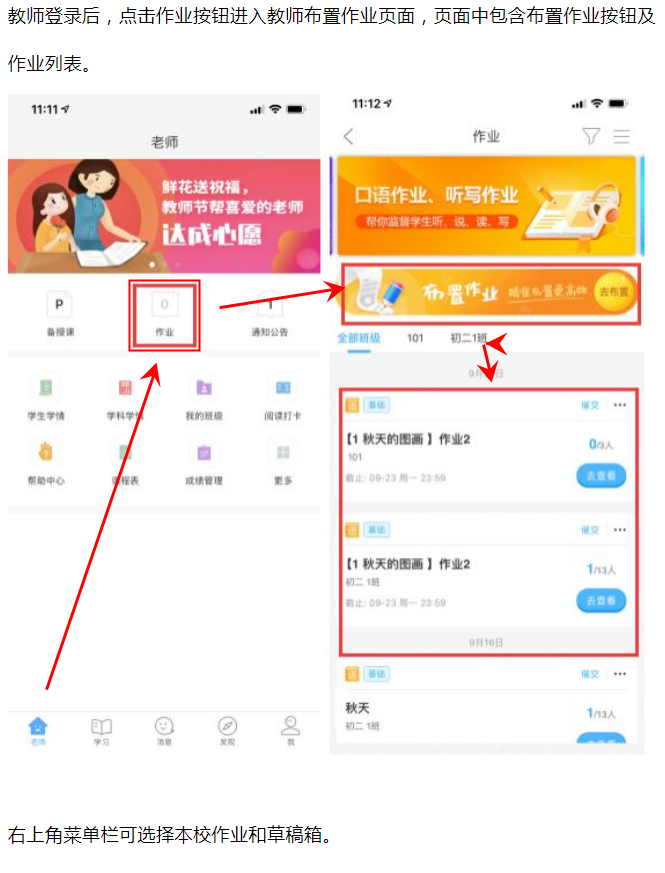 教师登录后，点击作业按钮进入教师布置作业页面，页面中包含布置作业按钮及
作业列表。
11:11
老师
鲜花送祝福，
教师节帮喜爱的老师
达成心愿
P
0
1
备授课
作业
通知公告
学生学情
学科学情
我的班级
阅读打卡
帮助中心
课程表
成绩管理
更多
老师
学习
消息
发现
我
11:12
作业
口语作业、听写作业
帮你监督学生听、说、读、写
布置作业
去布置
全部班级
101
初二1班
语
基础
催交
【1 秋天的图画 】作业2
0/3人
101
截止: 09-23 周一 23:59
去查看
语
基础
催交
【1 秋天的图画 】作业2
1/13人
初二 1班
截止: 09-23 周一 23:59
去查看
9月16日
语
基础
催交
秋天
1/13人
初二 1班
右上角菜单栏可选择本校作业和草稿箱。